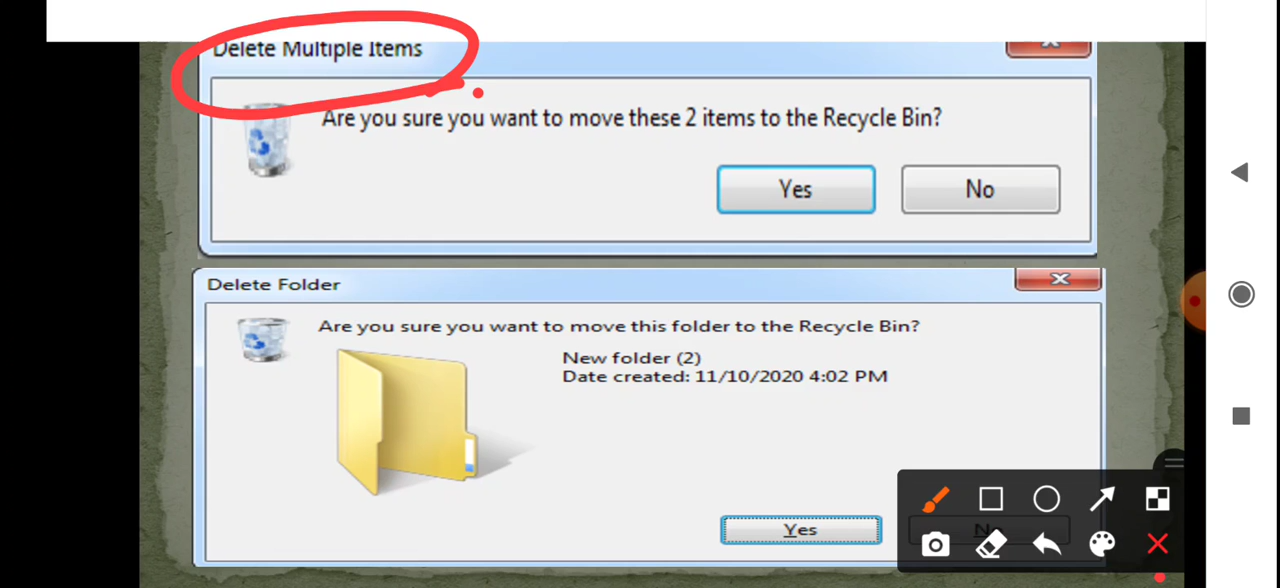 Delete Multiple Items
Are you sure you want to move these 2 items to the Recycle Bin?
Yes
No
Delete Folder
Are you sure you want to move this folder to the Recycle Bin?
New folder (2)
Date created: 11/10/2020 4:02 PM
Yes
No